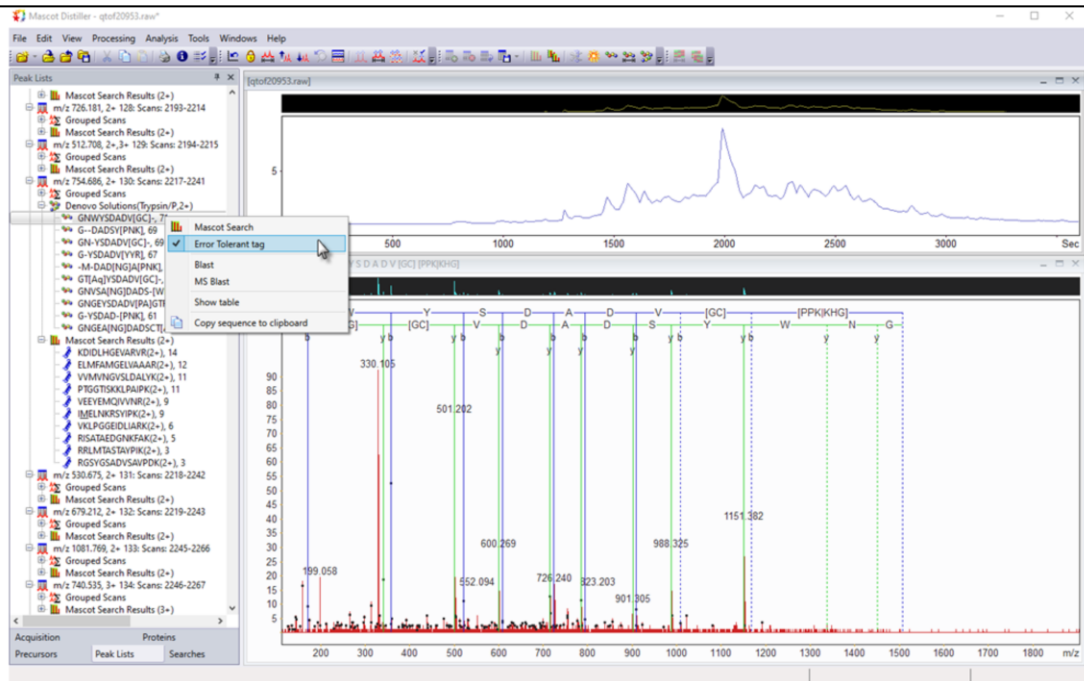 Mascot Distiller - qtof20953.raw*
File Edit View Processing Analysis Tools Windows Help
Peak Lists
Mascot Search Results (2+)
m/z 726.181, 2+ 128: Scans: 2193-2214
Grouped Scans
Mascot Search Results (2+)
m/z 512.708, 2+,3+ 129: Scans: 2194-2215
Grouped Scans
Mascot Search Results (2+)
m/z 754.686, 2+ 130: Scans: 2217-2241
Grouped Scans
Denovo Solutions(Trypsin/P,2+)
GNWYSDADV[GC]-,
G--DADSY[PNK], 69
GN-YSDADV[GC]-, 69
G-YSDADV[YYR], 67
-M-DAD[NG]A[PNK],
GT[Aq]YSDADV[GC]-,
GNVSA[NG]DADS-[W
GNGEYSDADV[PA]GTF
G-YSDAD-[PNK], 61
GNGEA[NG]DADSCT[
Mascot Search Results (2+)
KDIDLHGEVARVR(2+), 14
ELMFAMGELVAAAR(2+), 12
VVMVNGVSLDALYK(2+), 11
PTGGTISKKLPAIPK(2+), 11
VEEYEMQIVVNR(2+), 9
IMELNKRSYIPK(2+), 9
VKLPGGEIDLIARK(2+), 6
RISATAEDGNKFAK(2+), 5
RRLMTASTAYPIK(2+), 3
RGSYGSADVSAVPDK(2+), 3
m/z 530.675, 2+ 131: Scans: 2218-2242
Grouped Scans
Mascot Search Results (2+)
m/z 679.212, 2+ 132: Scans: 2219-2243
Grouped Scans
Mascot Search Results (2+)
m/z 1081.769, 2+ 133: Scans: 2245-2266
Grouped Scans
Mascot Search Results (2+)
m/z 740.535, 3+ 134: Scans: 2246-2267
Grouped Scans
Mascot Search Results (3+)
Acquisition Proteins
Precursors Peak Lists Searches
Mascot Search
Error Tolerant tag
Blast
MS Blast
Show table
Copy sequence to clipboard
[qtof20953.raw]
5
500 1000 1500 2000 2500 3000 Sec
Y S D A D V [GC] [PPK|KHG]
Y S D A D V [GC] [PPK|KHG]
[GC] V D A D S Y W N G
b y b y b y b y b y b y b y b y y
y y y y
330.105
501.202
1151.382
600.269
988.325
199.058
552.094
726.240
823.203
901.305
90
85
80
75
70
65
60
55
50
45
40
35
30
25
20
15
10
5
200 300 400 500 600 700 800 900 1000 1100 1200 1300 1400 1500 1600 1700 1800 m/z